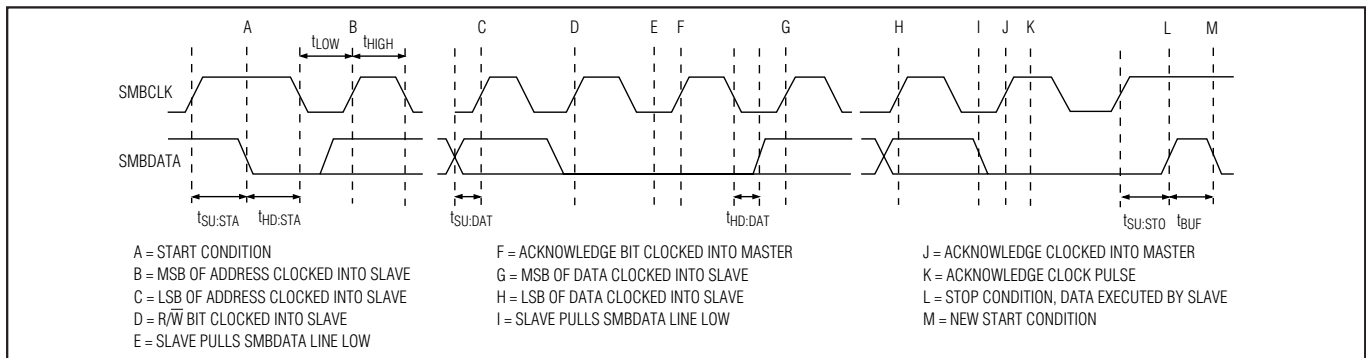 A B C D E F G H I J K L M
tLOW tHIGH
SMBCLK
SMBDATA
tSU:STA tHD:STA tSU:DAT tHD:DAT tSU:STO tBUF
A = START CONDITION
B = MSB OF ADDRESS CLOCKED INTO SLAVE
C = LSB OF ADDRESS CLOCKED INTO SLAVE
D = R/W̅ BIT CLOCKED INTO SLAVE
E = SLAVE PULLS SMBDATA LINE LOW
F = ACKNOWLEDGE BIT CLOCKED INTO MASTER
G = MSB OF DATA CLOCKED INTO SLAVE
H = LSB OF DATA CLOCKED INTO SLAVE
I = SLAVE PULLS SMBDATA LINE LOW
J = ACKNOWLEDGE CLOCKED INTO MASTER
K = ACKNOWLEDGE CLOCK PULSE
L = STOP CONDITION, DATA EXECUTED BY SLAVE
M = NEW START CONDITION